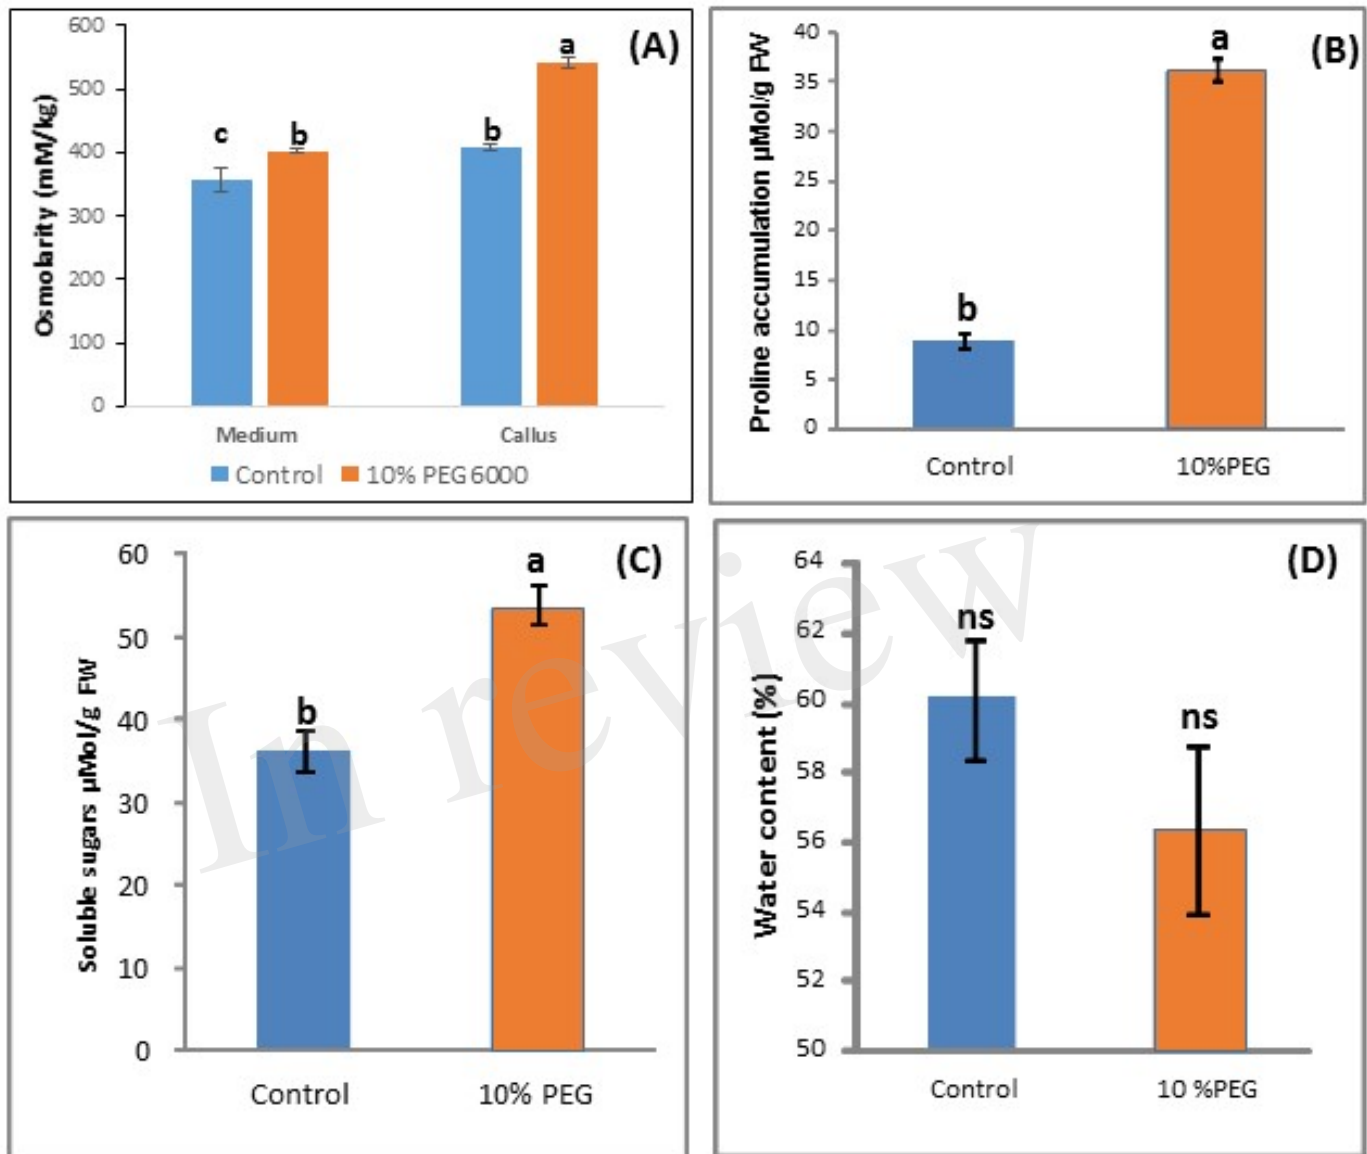 (A)
Osmolarity (mM/kg)
600
500
400
300
200
100
0
c
b
b
a
Medium
Callus
Control
10% PEG6000
(B)
Proline accumulation µMol/g FW
40
35
30
25
20
15
10
5
0
b
a
Control
10%PEG
(C)
Soluble sugars µMol/g FW
60
50
40
30
20
10
0
b
a
Control
10% PEG
(D)
Water content (%)
64
62
60
58
56
54
52
50
ns
ns
Control
10 %PEG
In review